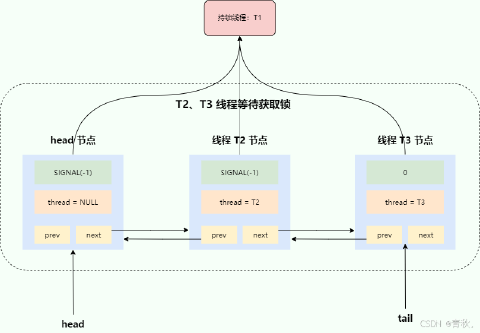 持锁线程：T1
T2、T3 线程等待获取锁
head 节点
线程 T2 节点
线程 T3 节点
SIGNAL(-1)
SIGNAL(-1)
0
thread = NULL
thread = T2
thread = T3
prev
next
prev
next
prev
next
head
tail
CSDN @青秋.